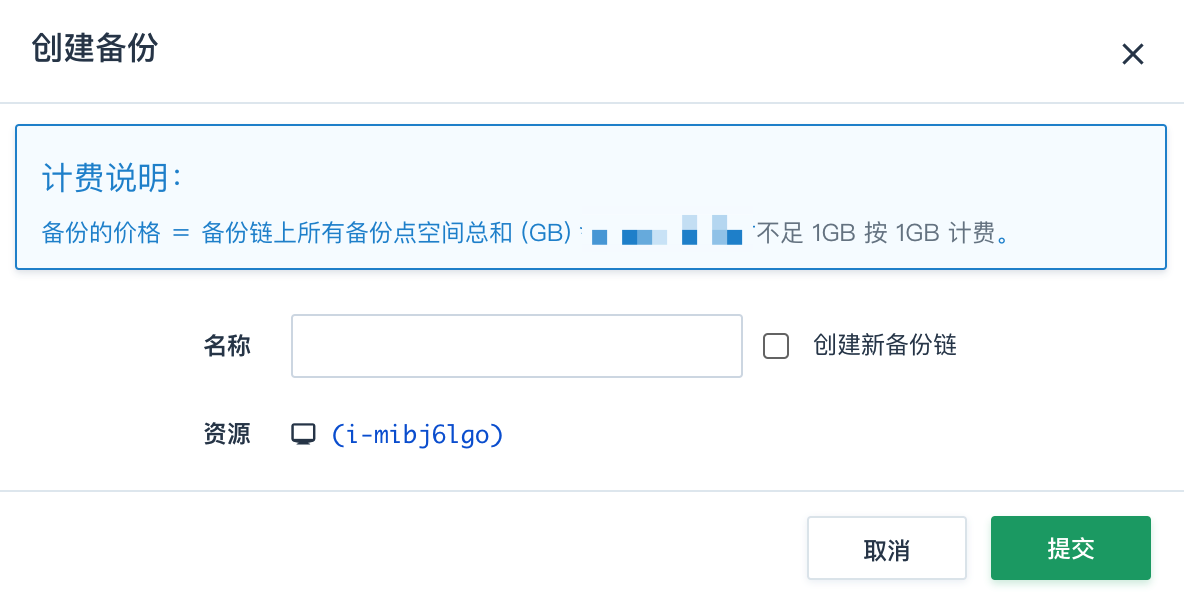 创建备份
计费说明：
备份的价格 = 备份链上所有备份点空间总和 (GB) 不足 1GB 按 1GB 计费。
名称 创建新备份链
资源 (i-mibj6lgo)
取消 提交